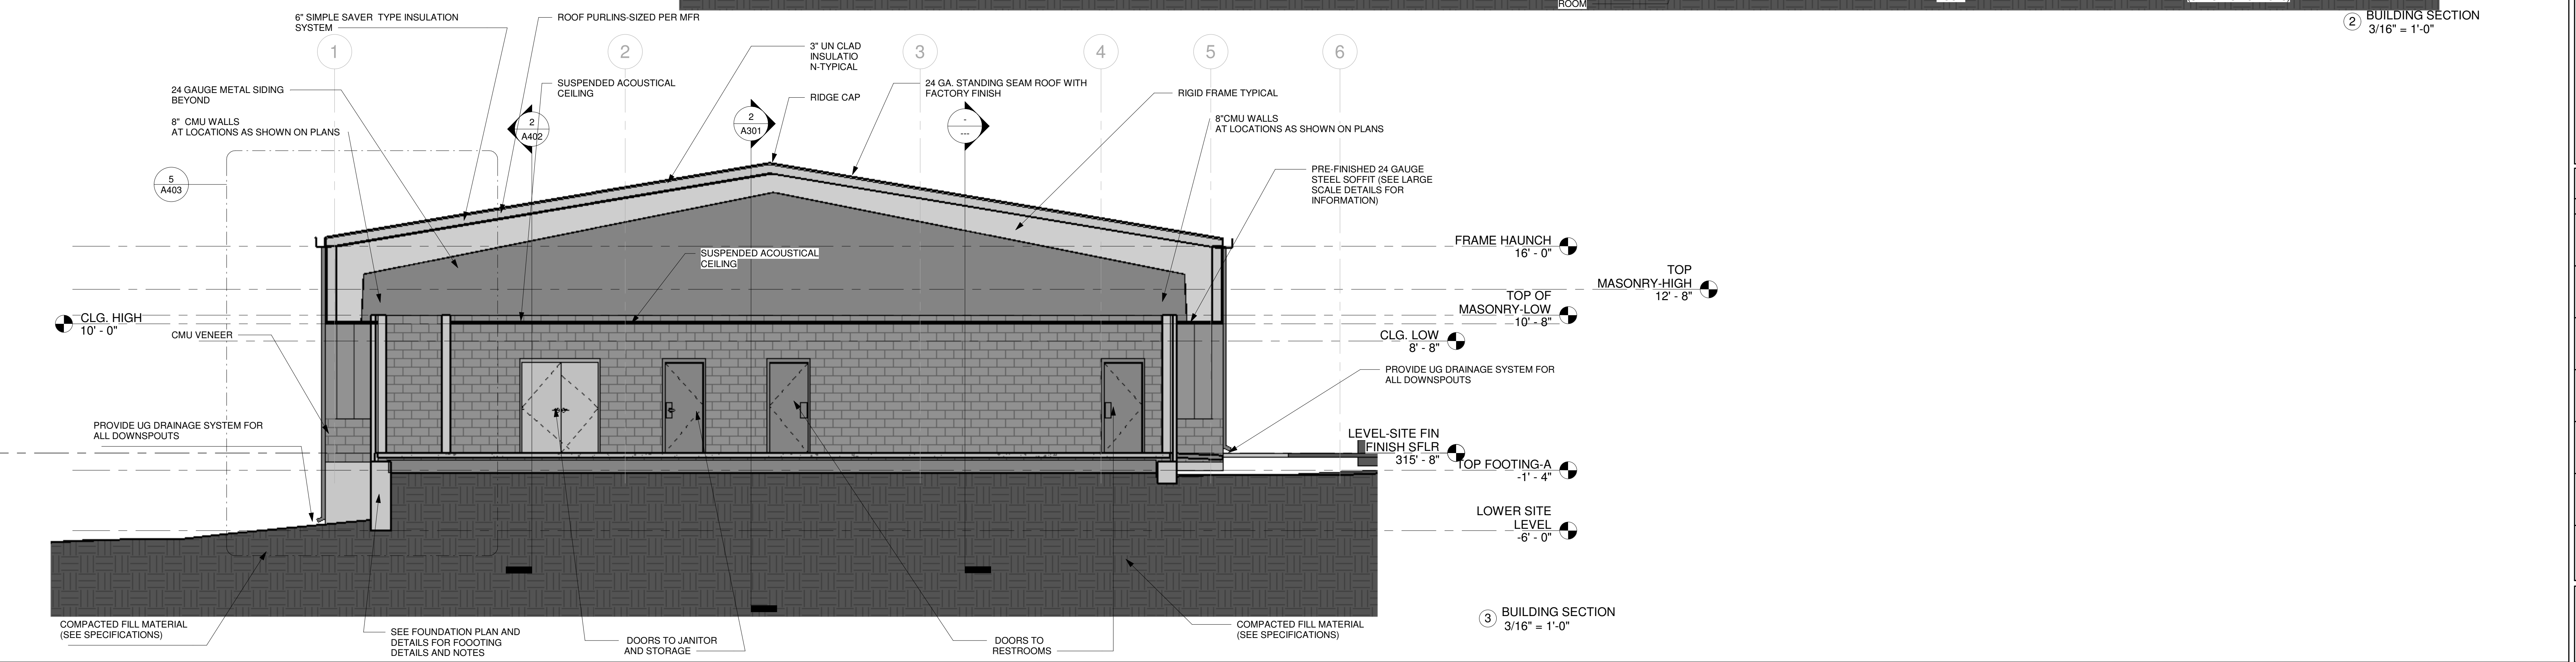 ROOM
2 BUILDING SECTION
3/16" = 1'-0"
6" SIMPLE SAVER TYPE INSULATION
SYSTEM
ROOF PURLINS-SIZED PER MFR
1
2
3" UN CLAD
INSULATIO
N-TYPICAL
3
4
5
6
24 GAUGE METAL SIDING
BEYOND
SUSPENDED ACOUSTICAL
CEILING
RIDGE CAP
24 GA. STANDING SEAM ROOF WITH
FACTORY FINISH
RIGID FRAME TYPICAL
8" CMU WALLS
AT LOCATIONS AS SHOWN ON PLANS
2
A402
2
A301
-
---
8"CMU WALLS
AT LOCATIONS AS SHOWN ON PLANS
5
A403
PRE-FINISHED 24 GAUGE
STEEL SOFFIT (SEE LARGE
SCALE DETAILS FOR
INFORMATION)
SUSPENDED ACOUSTICAL
CEILING
FRAME HAUNCH
16' - 0"
TOP
MASONRY-HIGH
12' - 8"
TOP OF
MASONRY-LOW
10' - 8"
CLG. HIGH
10' - 0"
CMU VENEER
CLG. LOW
8' - 8"
PROVIDE UG DRAINAGE SYSTEM FOR
ALL DOWNSPOUTS
PROVIDE UG DRAINAGE SYSTEM FOR
ALL DOWNSPOUTS
LEVEL-SITE FIN
FINISH SFLR
315' - 8"
TOP FOOTING-A
-1' - 4"
LOWER SITE
LEVEL
-6' - 0"
COMPACTED FILL MATERIAL
(SEE SPECIFICATIONS)
SEE FOUNDATION PLAN AND
DETAILS FOR FOOOTING
DETAILS AND NOTES
DOORS TO JANITOR
AND STORAGE
DOORS TO
RESTROOMS
COMPACTED FILL MATERIAL
(SEE SPECIFICATIONS)
3 BUILDING SECTION
3/16" = 1'-0"